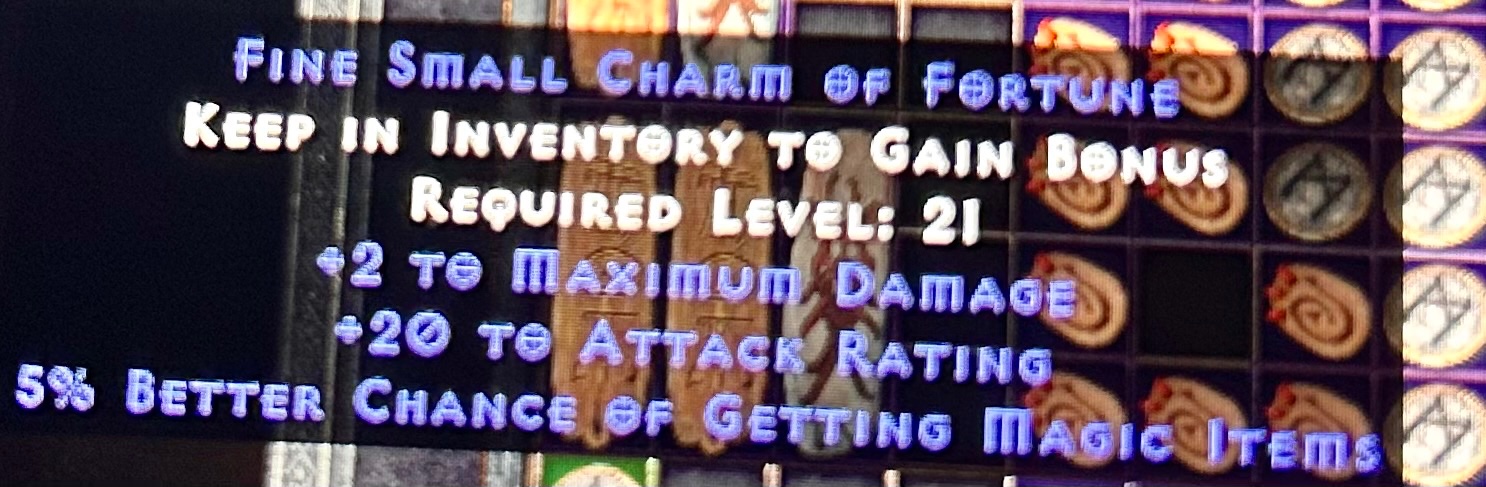 Fine Small Charm of Fortune
Keep in Inventory to Gain Bonus
Required Level: 21
+2 to Maximum Damage
+20 to Attack Rating
5% Better Chance of Getting Magic Items